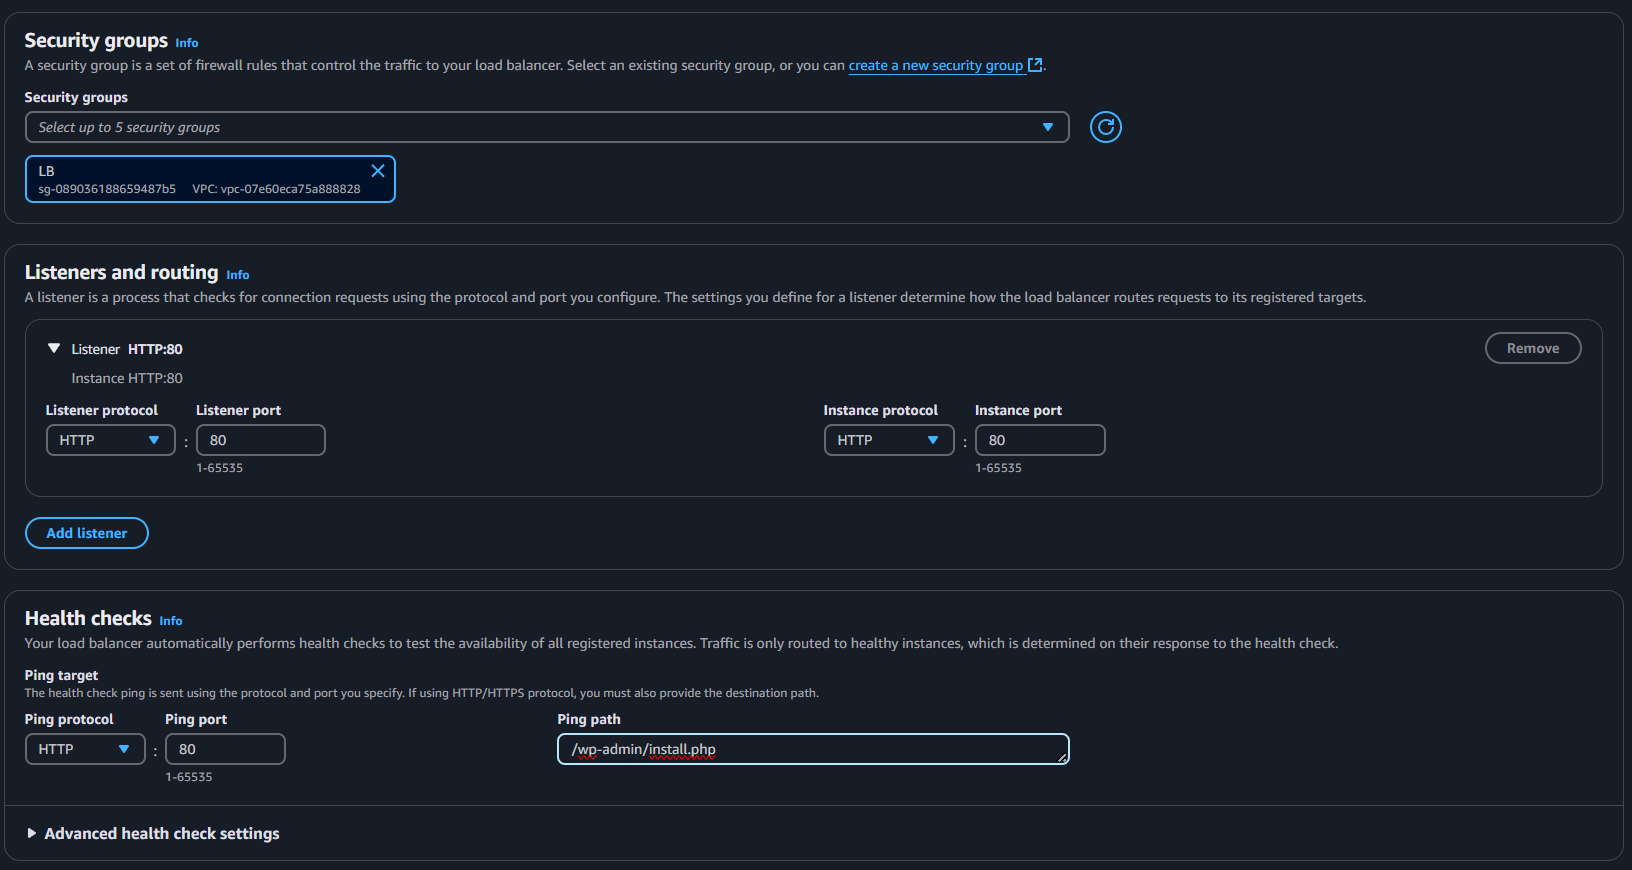 Security groups Info
A security group is a set of firewall rules that control the traffic to your load balancer. Select an existing security group, or you can create a new security group.
Security groups
Select up to 5 security groups
LB
sg-089036188659487b5 VPC: vpc-07e60eca75a888828
Listeners and routing Info
A listener is a process that checks for connection requests using the protocol and port you configure. The settings you define for a listener determine how the load balancer routes requests to its registered targets.
Listener HTTP:80
Remove
Instance HTTP:80
Listener protocol Listener port Instance protocol Instance port
HTTP : 80 HTTP : 80
1-65535 1-65535
Add listener
Health checks Info
Your load balancer automatically performs health checks to test the availability of all registered instances. Traffic is only routed to healthy instances, which is determined on their response to the health check.
Ping target
The health check ping is sent using the protocol and port you specify. If using HTTP/HTTPS protocol, you must also provide the destination path.
Ping protocol Ping port Ping path
HTTP : 80 /wp-admin/install.php
1-65535
Advanced health check settings